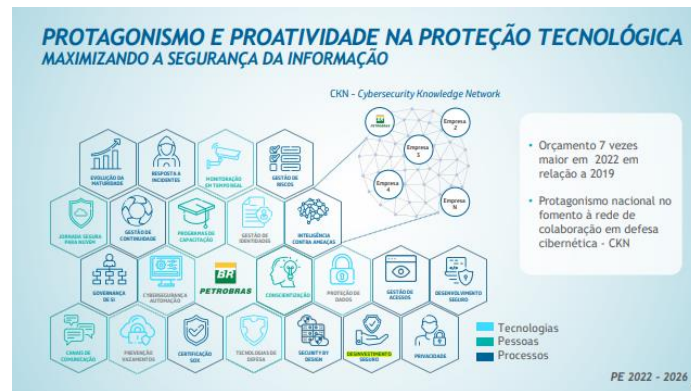 PROTAGONISMO E PROATIVIDADE NA PROTEÇÃO TECNOLÓGICA
MAXIMIZANDO A SEGURANÇA DA INFORMAÇÃO
CKN - Cybersecurity Knowledge Network
PETROBRAS
Empresa
2
Empresa
1
Empresa
4
Empresa
N
EVOLUÇÃO DA
MATURIDADE
RESPOSTA A
INCIDENTES
MONITORAÇÃO
EM TEMPO REAL
GESTÃO DE
RISCOS
JORNADA SEGURA
PARA NUVEM
GESTÃO DE
CONTINUIDADE
PROGRAMAS DE
CAPACITAÇÃO
GESTÃO DE
IDENTIDADES
INTELIGÊNCIA
CONTRA AMEAÇAS
GOVERNANÇA
DE SI
CYBERSEGURANÇA
AUTOMAÇÃO
BR
PETROBRAS
CONSCIENTIZAÇÃO
PROTEÇÃO DE
DADOS
GESTÃO DE
ACESSOS
DESENVOLVIMENTO
SEGURO
CANAIS DE
COMUNICAÇÃO
PREVENÇÃO
VAZAMENTOS
CERTIFICAÇÃO
SOX
TECNOLOGIAS DE
DEFESA
SECURITY BY
DESIGN
DESINVESTIMENTO
SEGURO
PRIVACIDADE
• Orçamento 7 vezes
maior em 2022 em
relação a 2019
• Protagonismo nacional no
fomento à rede de
colaboração em defesa
cibernética - CKN
Tecnologias
Pessoas
Processos
PE 2022 - 2026